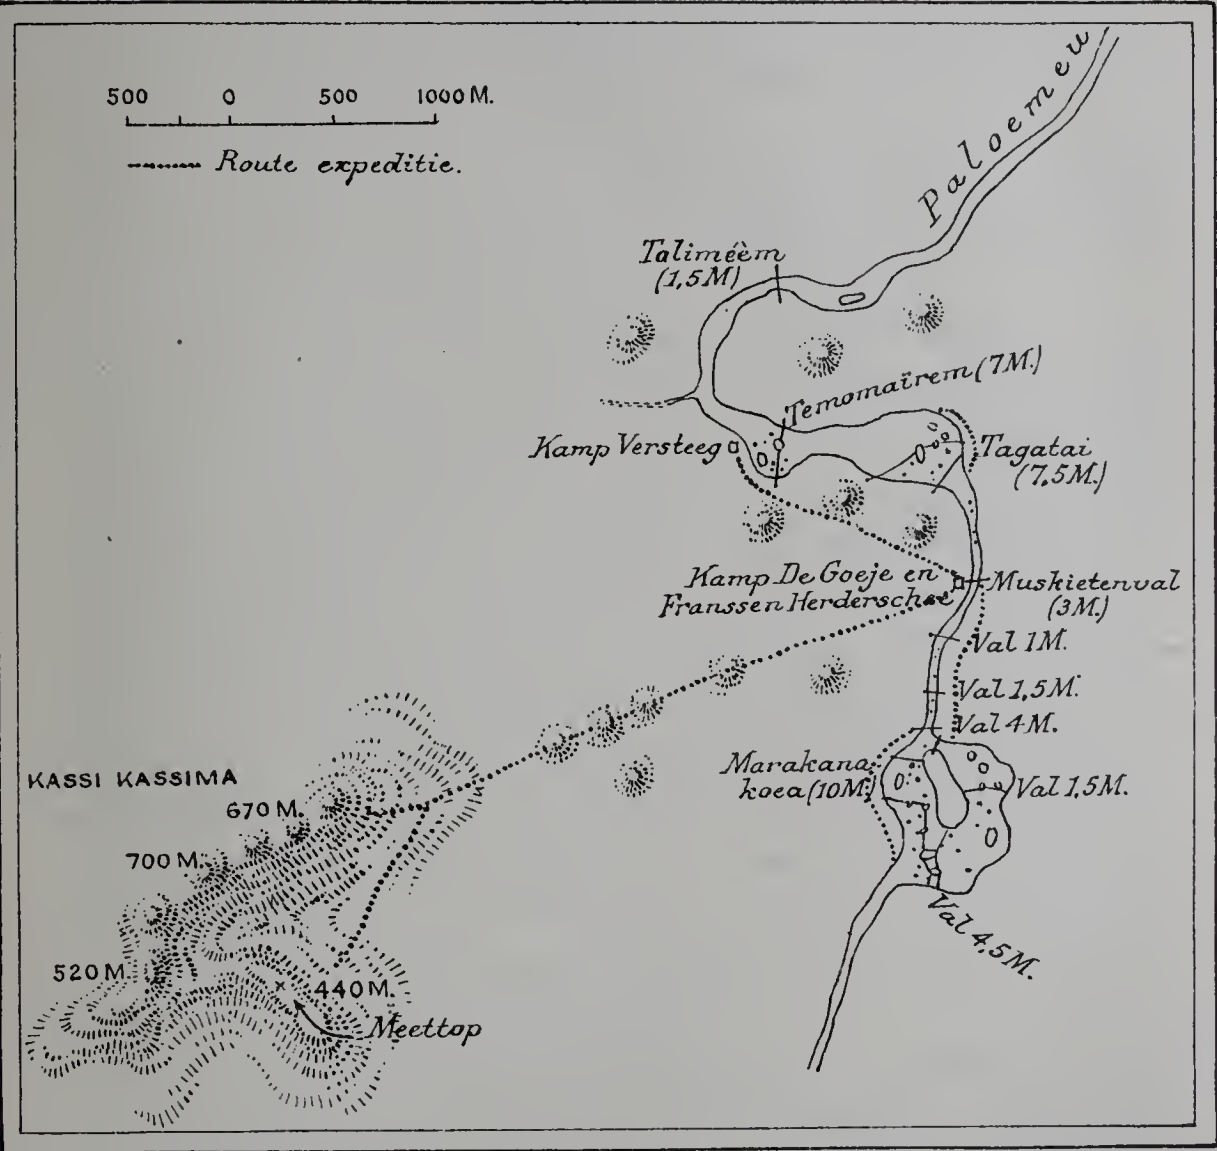 500 0 500 1000 M.
Route expeditie.
Paloemeu
Taliméèm
(1,5M)
Temomaïrem (7M.)
Kamp Versteeg
Tagatai
(7,5M.)
Kamp De Goeje en
Franssen Herderschee
Muskietenval
(3M.)
Val 1M.
Val 1,5M.
Val 4M.
Marakana
koea (10M.)
Val 1,5M.
Val 4,5M.
KASSI KASSIMA
670 M.
700 M.
520 M.
440 M.
Meettop